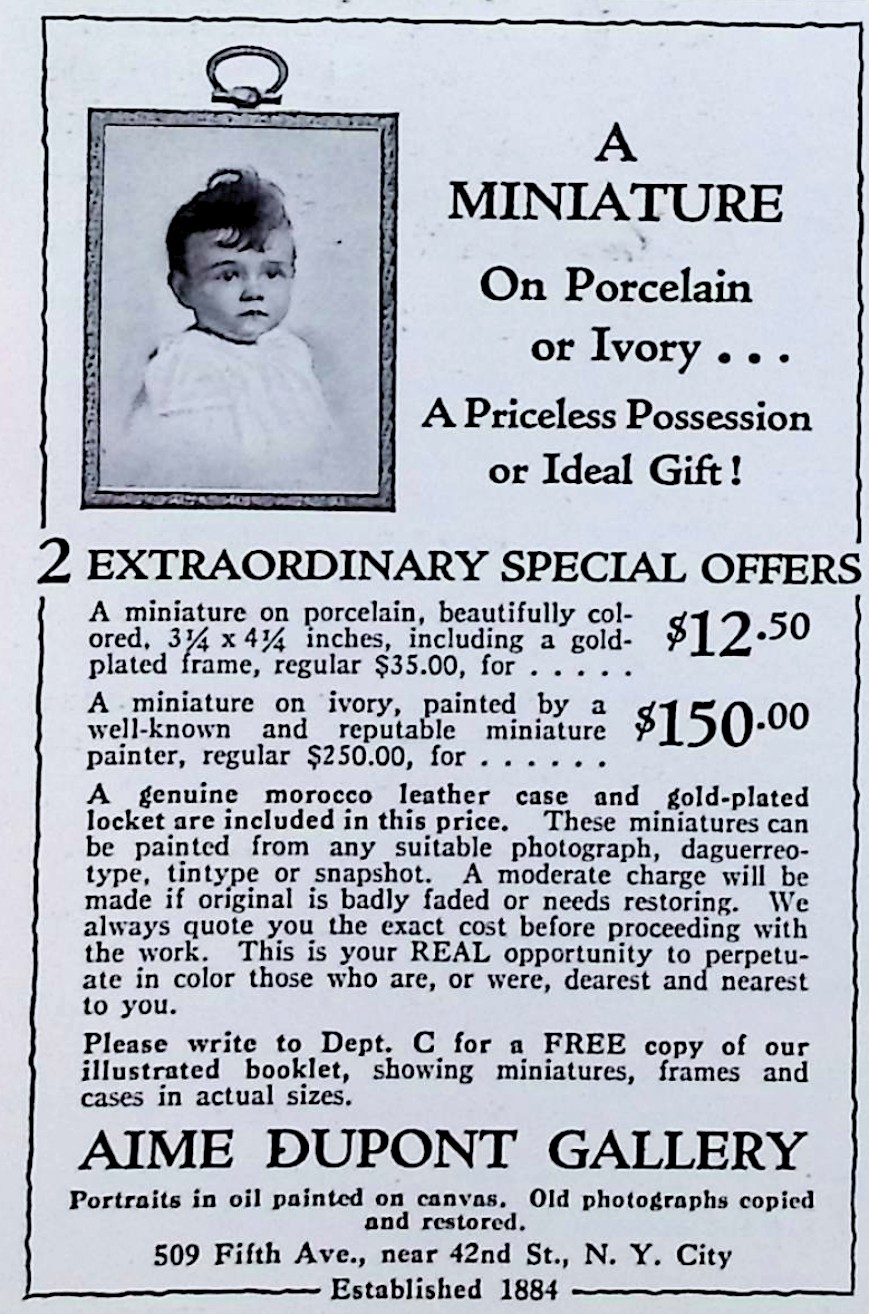 A
MINIATURE
On Porcelain
or Ivory . . .
A Priceless Possession
or Ideal Gift!
2 EXTRAORDINARY SPECIAL OFFERS
A miniature on porcelain, beautifully col-
ored, 3¼ x 4¼ inches, including a gold-
plated frame, regular $35.00, for . . . . .
$12.50
A miniature on ivory, painted by a
well-known and reputable miniature
painter, regular $250.00, for . . . . . .
$150.00
A genuine morocco leather case and gold-plated
locket are included in this price. These miniatures can
be painted from any suitable photograph, daguerreo-
type, tintype or snapshot. A moderate charge will be
made if original is badly faded or needs restoring. We
always quote you the exact cost before proceeding with
the work. This is your REAL opportunity to perpetu-
ate in color those who are, or were, dearest and nearest
to you.
Please write to Dept. C for a FREE copy of our
illustrated booklet, showing miniatures, frames and
cases in actual sizes.
AIME DUPONT GALLERY
Portraits in oil painted on canvas. Old photographs copied
and restored.
509 Fifth Ave., near 42nd St., N. Y. City
Established 1884